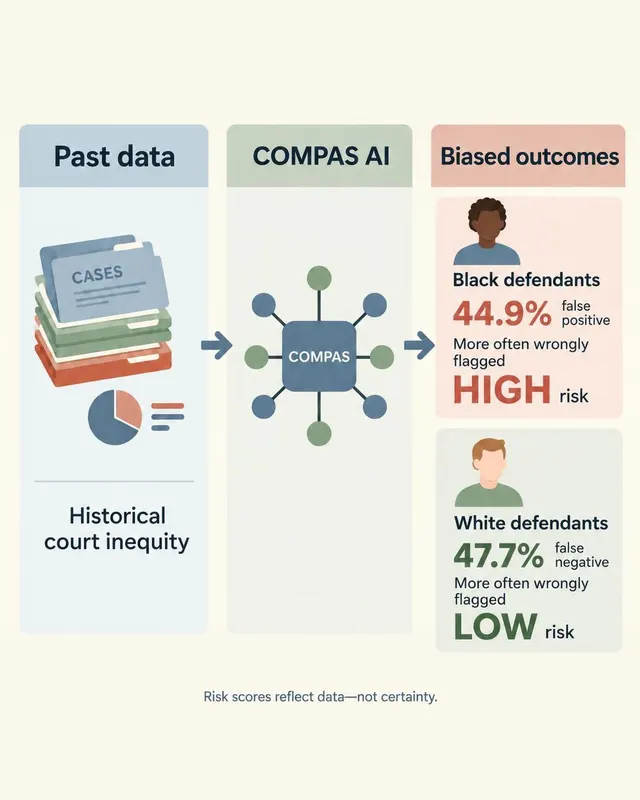 Past data
CASES
Historical
court inequity
COMPAS AI
COMPAS
Biased outcomes
Black defendants
44.9% false
positive
More often wrongly
flagged
HIGH risk
White defendants
47.7% false
negative
More often wrongly
flagged
LOW risk
Risk scores reflect data—not certainty.